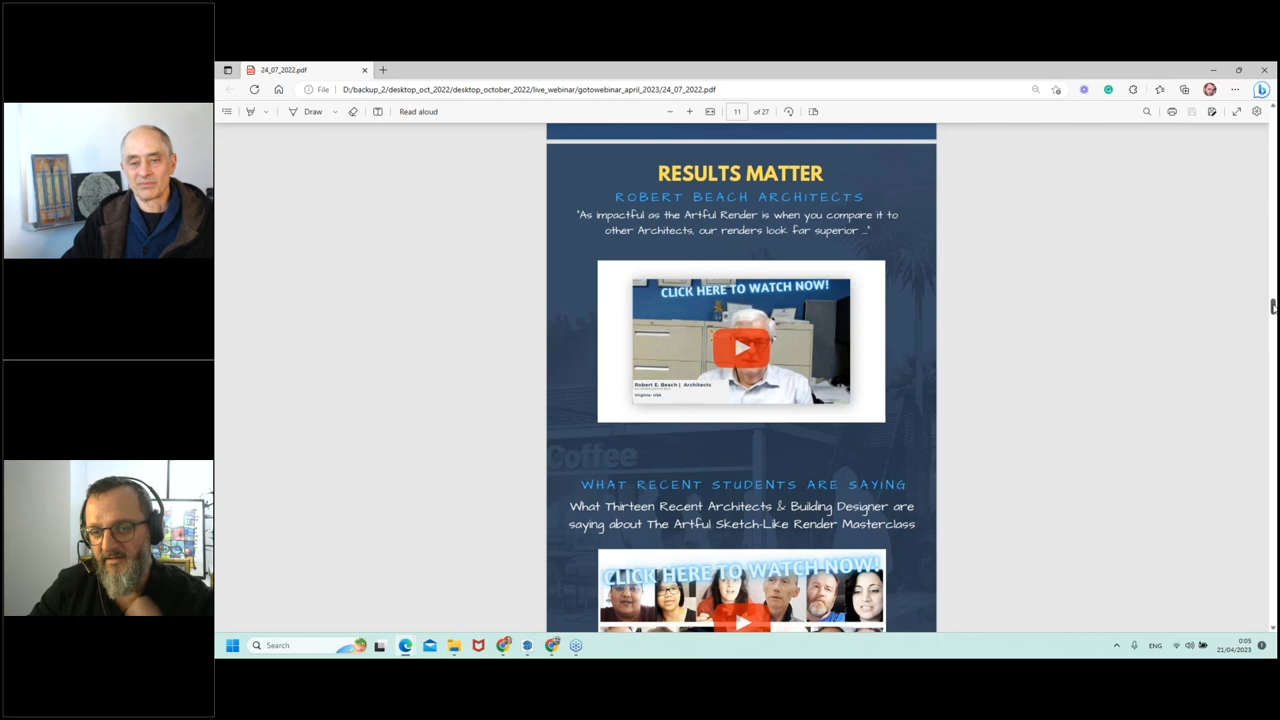 24_07_2022.pdf
File
D:/backup_2/desktop_oct_2022/desktop_october_2022/live_webinar/gotowebinar_april_2023/24_07_2022.pdf
Draw
Read aloud
11 of 27
RESULTS MATTER
ROBERT BEACH ARCHITECTS
"As impactful as the Artful Render is when you compare it to
other Architects, our renders look far superior ..."
CLICK HERE TO WATCH NOW!
Robert E. Beach | Architects
Virginia- USA
Coffee
WHAT RECENT STUDENTS ARE SAYING
What Thirteen Recent Architects & Building Designer are
saying about The Artful Sketch-Like Render Masterclass
CLICK HERE TO WATCH NOW!
Search
ENG
0:05
21/04/2023